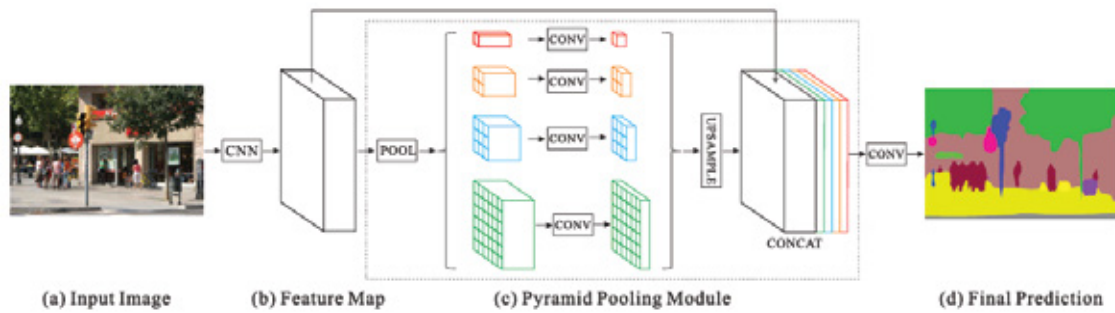 CNN
POOL
CONV
CONV
CONV
CONV
UPSAMPLE
CONCAT
CONV
(a) Input Image
(b) Feature Map
(c) Pyramid Pooling Module
(d) Final Prediction